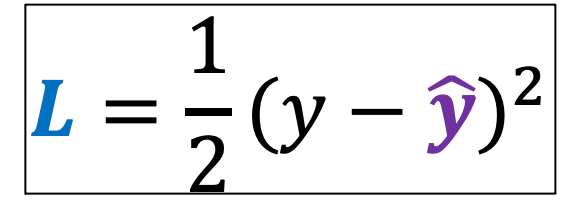 L = 1/2 (y − ŷ)²